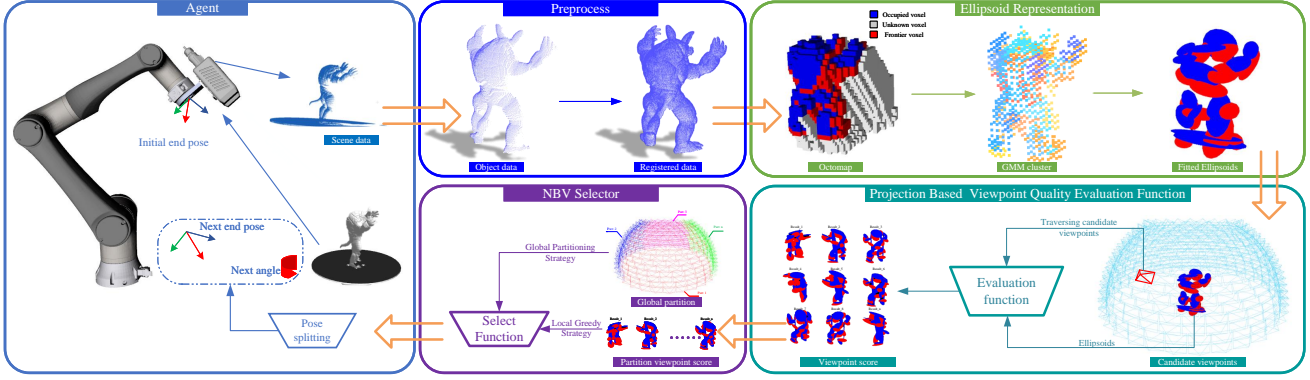 Agent
Initial end pose
Scene data
Next end pose
Next angle
Pose
splitting
Preprocess
Object data
Registered data
Ellipsoid Representation
Occupied voxel
Unknown voxel
Frontier voxel
Octomap
GMM cluster
Fitted Ellipsoids
NBV Selector
Global Partitioning
Strategy
Global partition
Select
Function
Local Greedy
Strategy
Partition viewpoint score
Projection Based Viewpoint Quality Evaluation Function
Traversing candidate
viewpoints
Evaluation
function
Ellipsoids
Viewpoint score
Candidate viewpoints